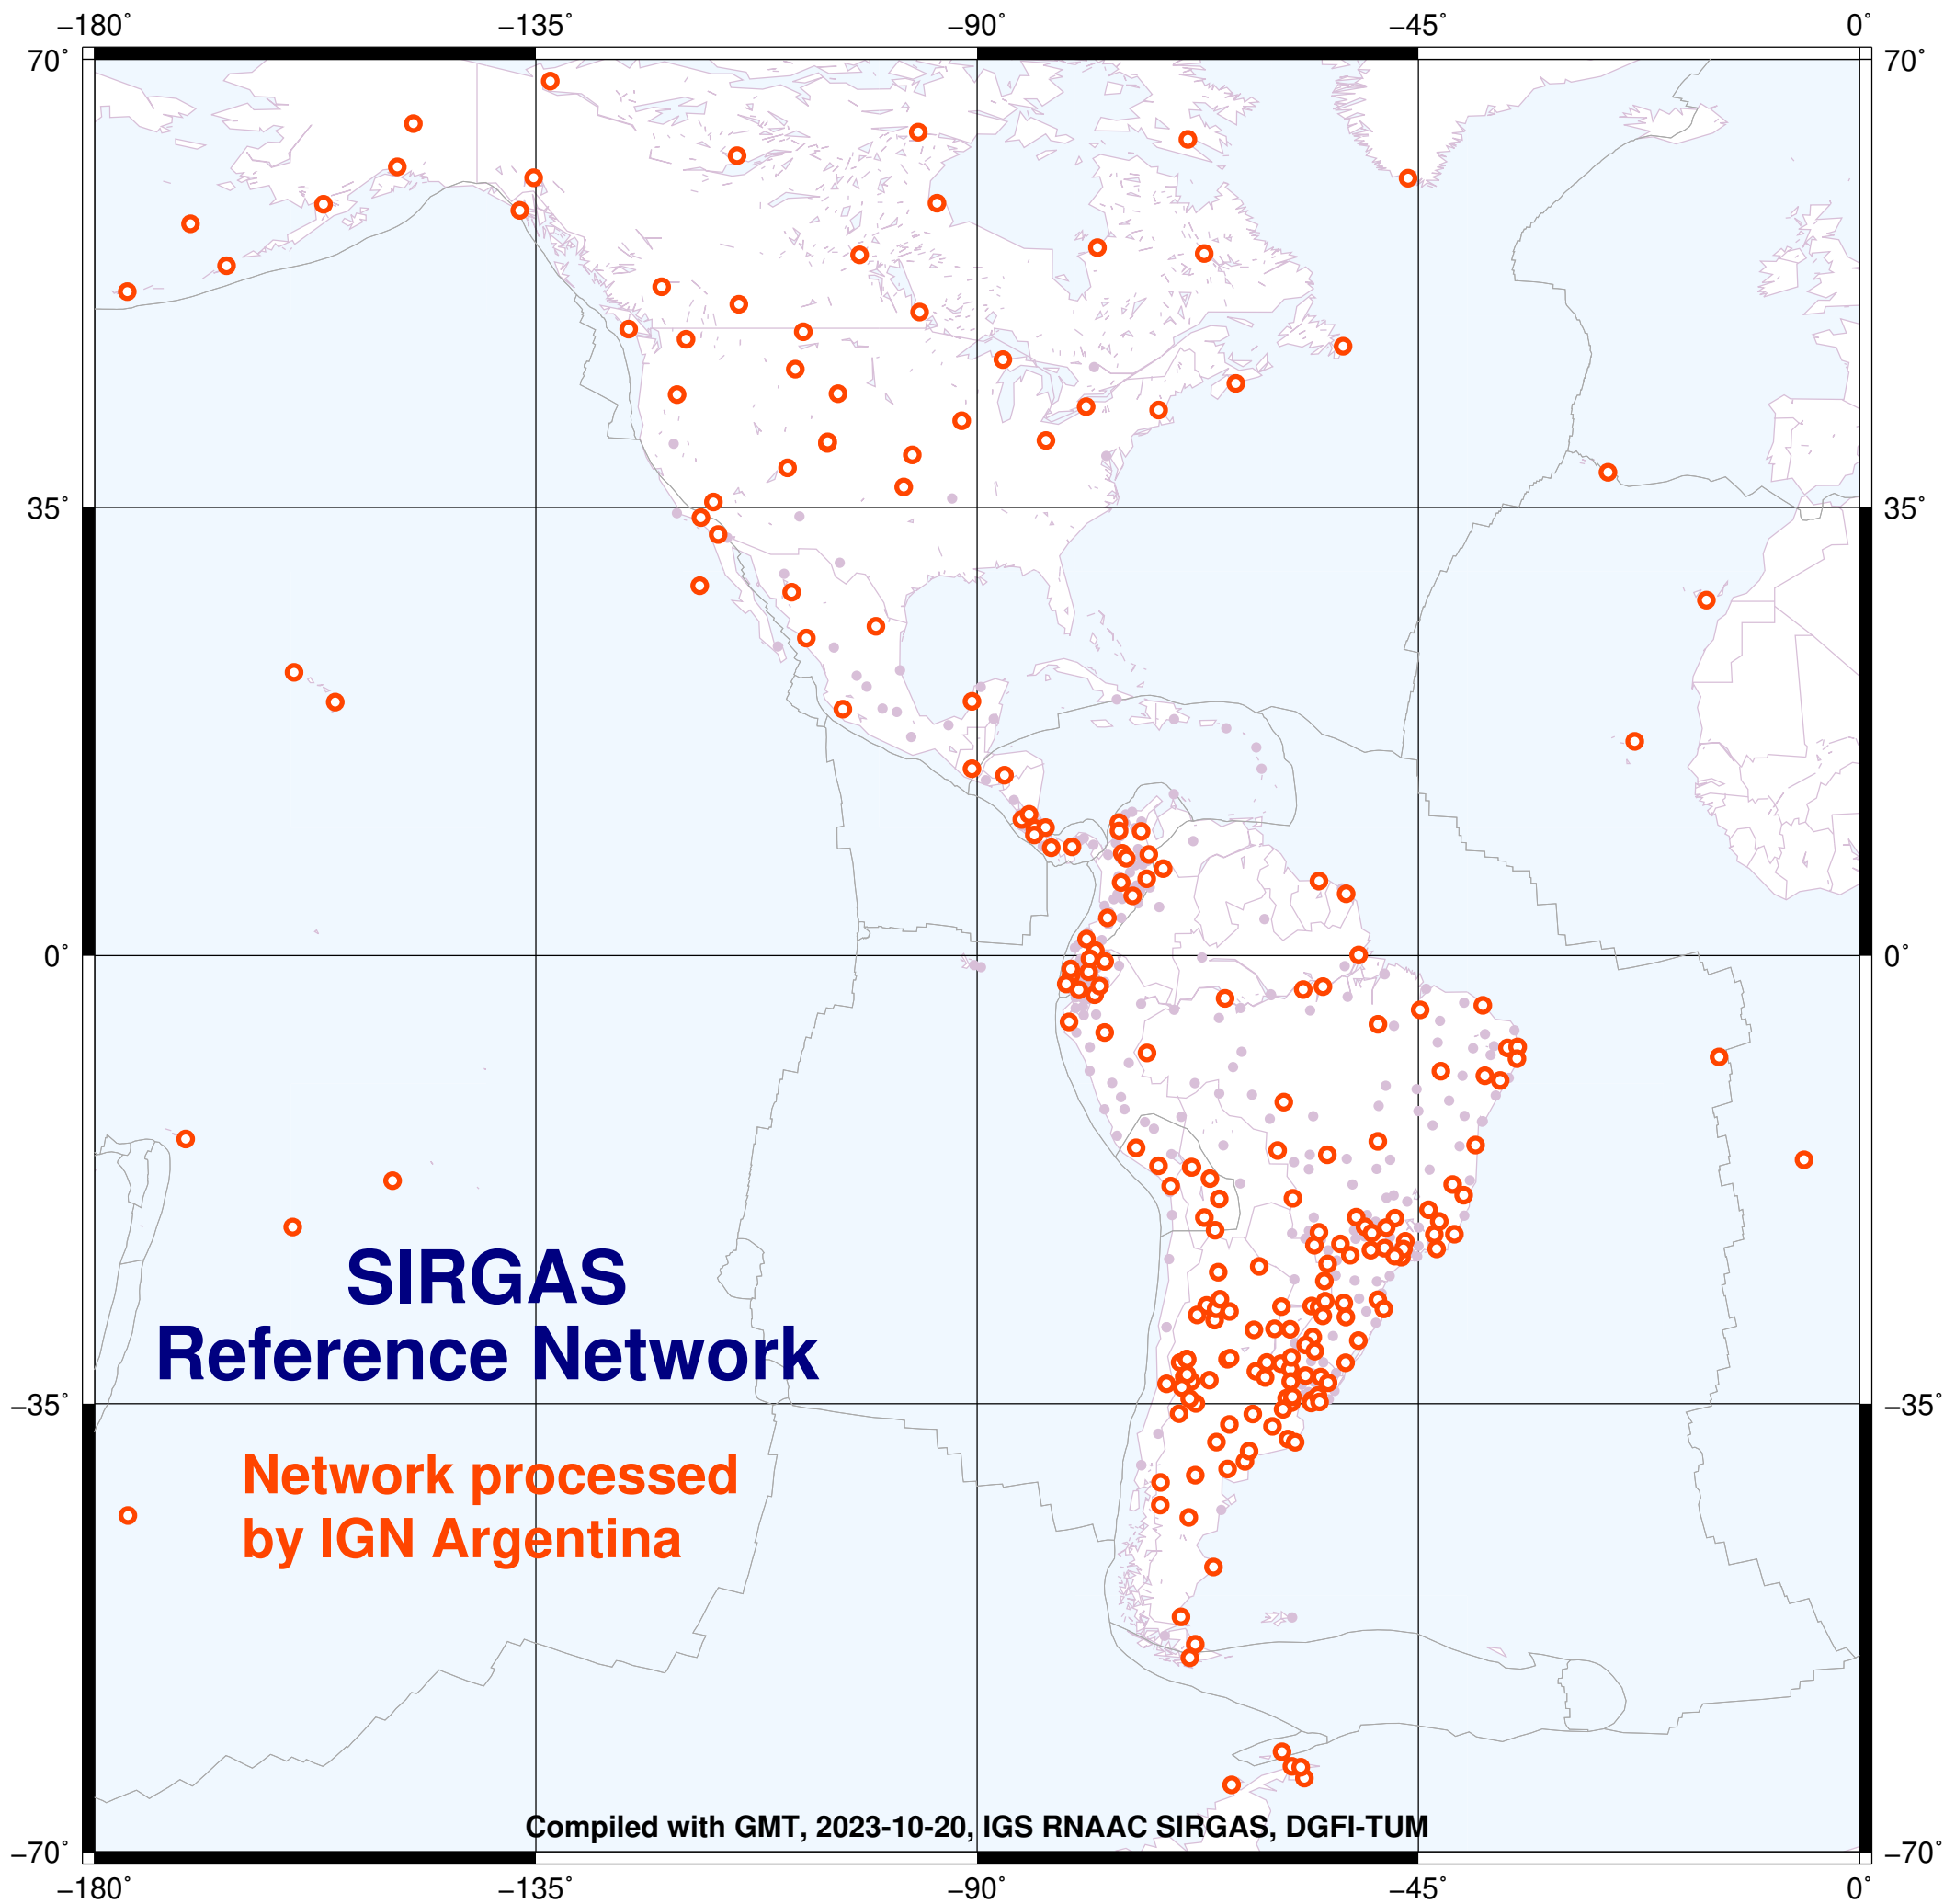 −180˚ −135˚ −90˚ −45˚ 0˚
70˚ 70˚
35˚ 35˚
0˚ 0˚
SIRGAS
Reference Network
−35˚ −35˚
Network processed
by IGN Argentina
Compiled with GMT, 2023-10-20, IGS RNAAC SIRGAS, DGFI-TUM
−70˚ −70˚
−180˚ −135˚ −90˚ −45˚ 0˚